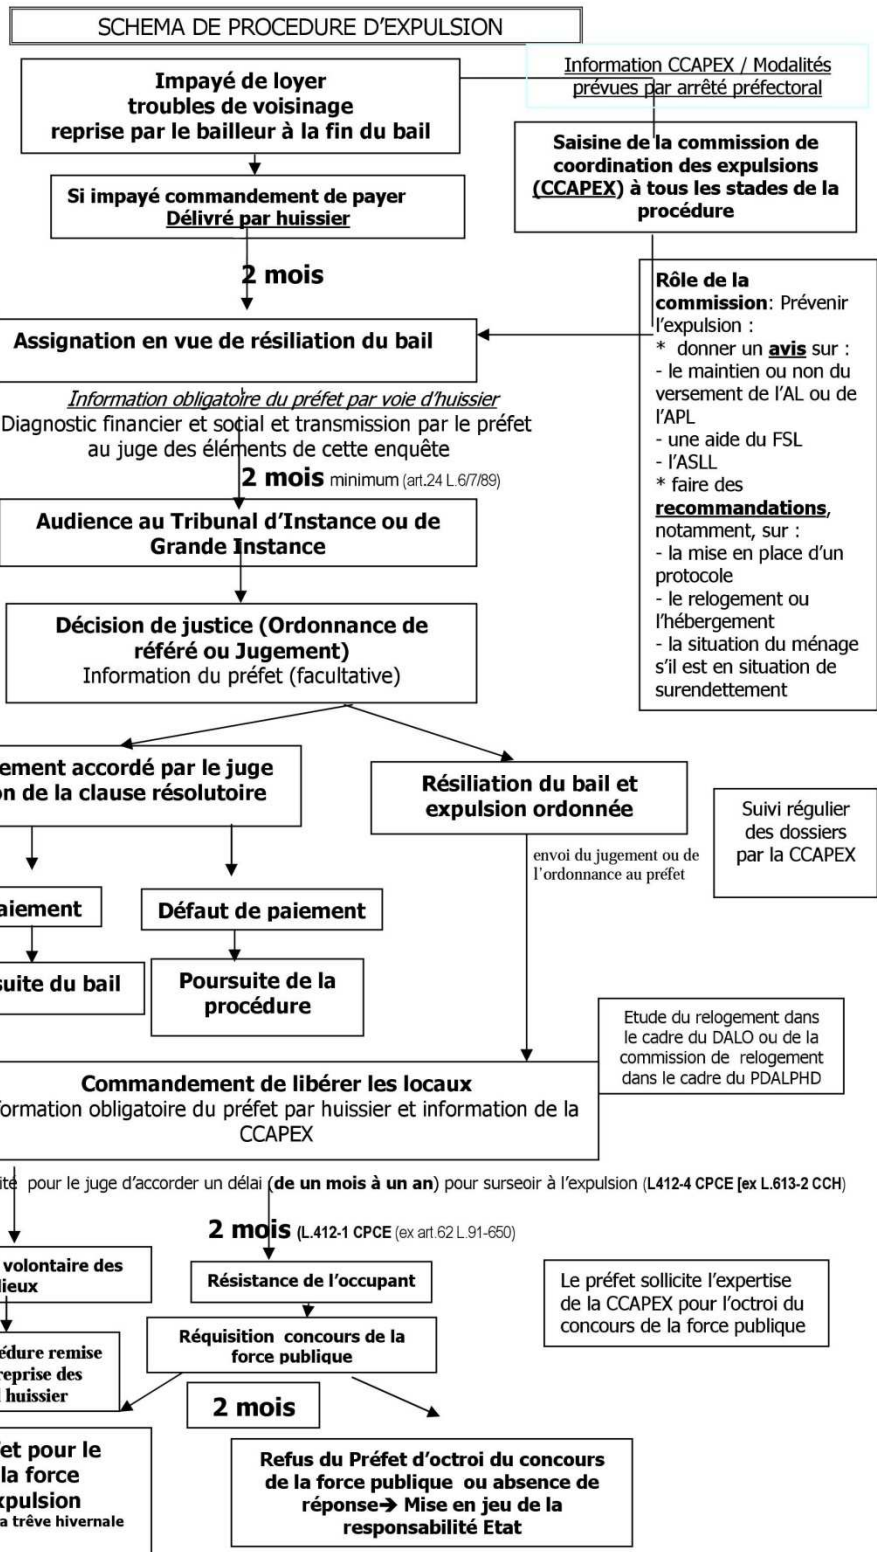 SCHEMA DE PROCEDURE D'EXPULSION
Information CCAPEX / Modalités
prévues par arrêté préfectoral
Impayé de loyer
troubles de voisinage
reprise par le bailleur à la fin du bail
Saisine de la commission de
coordination des expulsions
(CCAPEX) à tous les stades de la
procédure
Si impayé commandement de payer
Délivré par huissier
2 mois
Rôle de la
commission: Prévenir
l'expulsion :
* donner un avis sur :
- le maintien ou non du
versement de l'AL ou de
l'APL
- une aide du FSL
- l'ASLL
* faire des
recommandations,
notamment, sur :
- la mise en place d'un
protocole
- le relogement ou
l'hébergement
- la situation du ménage
s'il est en situation de
surendettement
Assignation en vue de résiliation du bail
Information obligatoire du préfet par voie d'huissier
Diagnostic financier et social et transmission par le préfet
au juge des éléments de cette enquête
2 mois minimum (art.24 L.6/7/89)
Audience au Tribunal d'Instance ou de
Grande Instance
Décision de justice (Ordonnance de
référé ou Jugement)
Information du préfet (facultative)
ement accordé par le juge
on de la clause résolutoire
Résiliation du bail et
expulsion ordonnée
Suivi régulier
des dossiers
par la CCAPEX
envoi du jugement ou de
l'ordonnance au préfet
aiement
Défaut de paiement
suite du bail
Poursuite de la
procédure
Etude du relogement dans
le cadre du DALO ou de la
commission de relogement
dans le cadre du PDALPHD
Commandement de libérer les locaux
formation obligatoire du préfet par huissier et information de la
CCAPEX
ité pour le juge d'accorder un délai (de un mois à un an) pour surseoir à l'expulsion (L412-4 CPCE [ex L.613-2 CCH)
2 mois (L.412-1 CPCE (ex art.62 L.91-650)
volontaire des
lieux
Résistance de l'occupant
Le préfet sollicite l'expertise
de la CCAPEX pour l'octroi du
concours de la force publique
Réquisition concours de la
force publique
édure remise
reprise des
huissier
2 mois
et pour le
la force
xpulsion
a trêve hivernale
Refus du Préfet d'octroi du concours
de la force publique ou absence de
réponse➔ Mise en jeu de la
responsabilité Etat